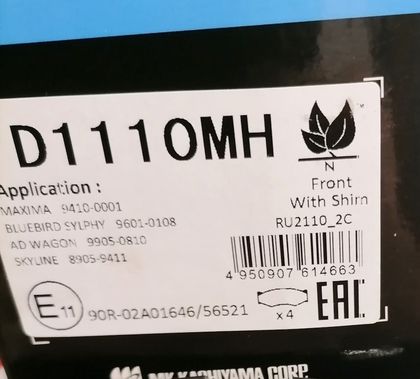 D1110MH
N
Application :
Front
With Shim
MAXIMA 9410-0001
BLUEBIRD SYLPHY 9601-0108
RU2110_2C
AD WAGON 9905-0810
SKYLINE 8905-9411
4 950907 614663
E11
90R-02A01646/56521
x 4
EAC
MK KASHIYAMA CORP.